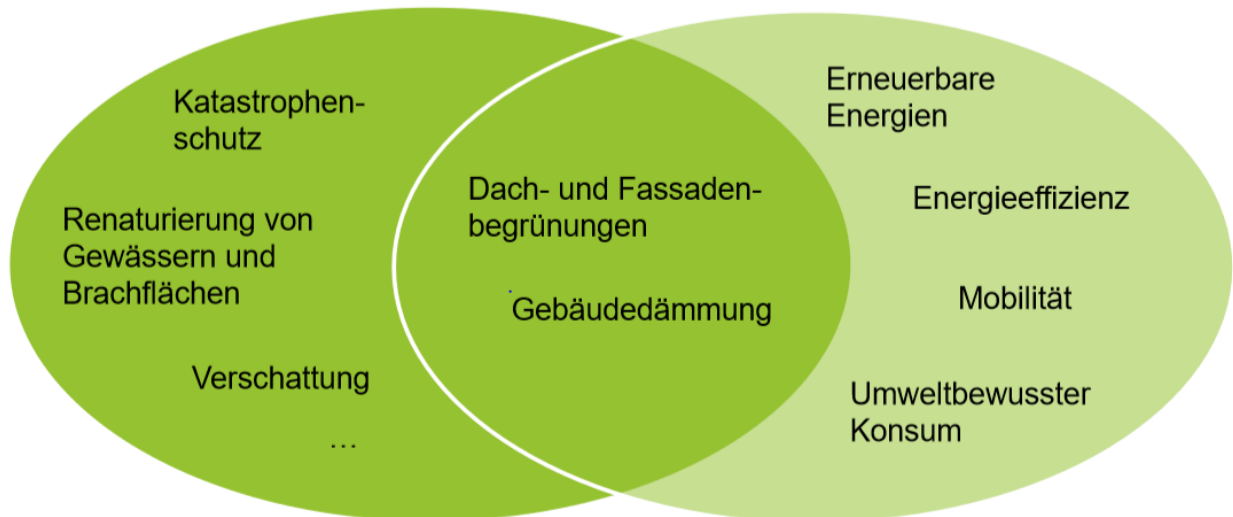 Katastrophen-
schutz
Renaturierung von
Gewässern und
Brachflächen
Verschattung
...
Dach- und Fassaden-
begrünungen
Gebäudedämmung
Erneuerbare
Energien
Energieeffizienz
Mobilität
Umweltbewusster
Konsum